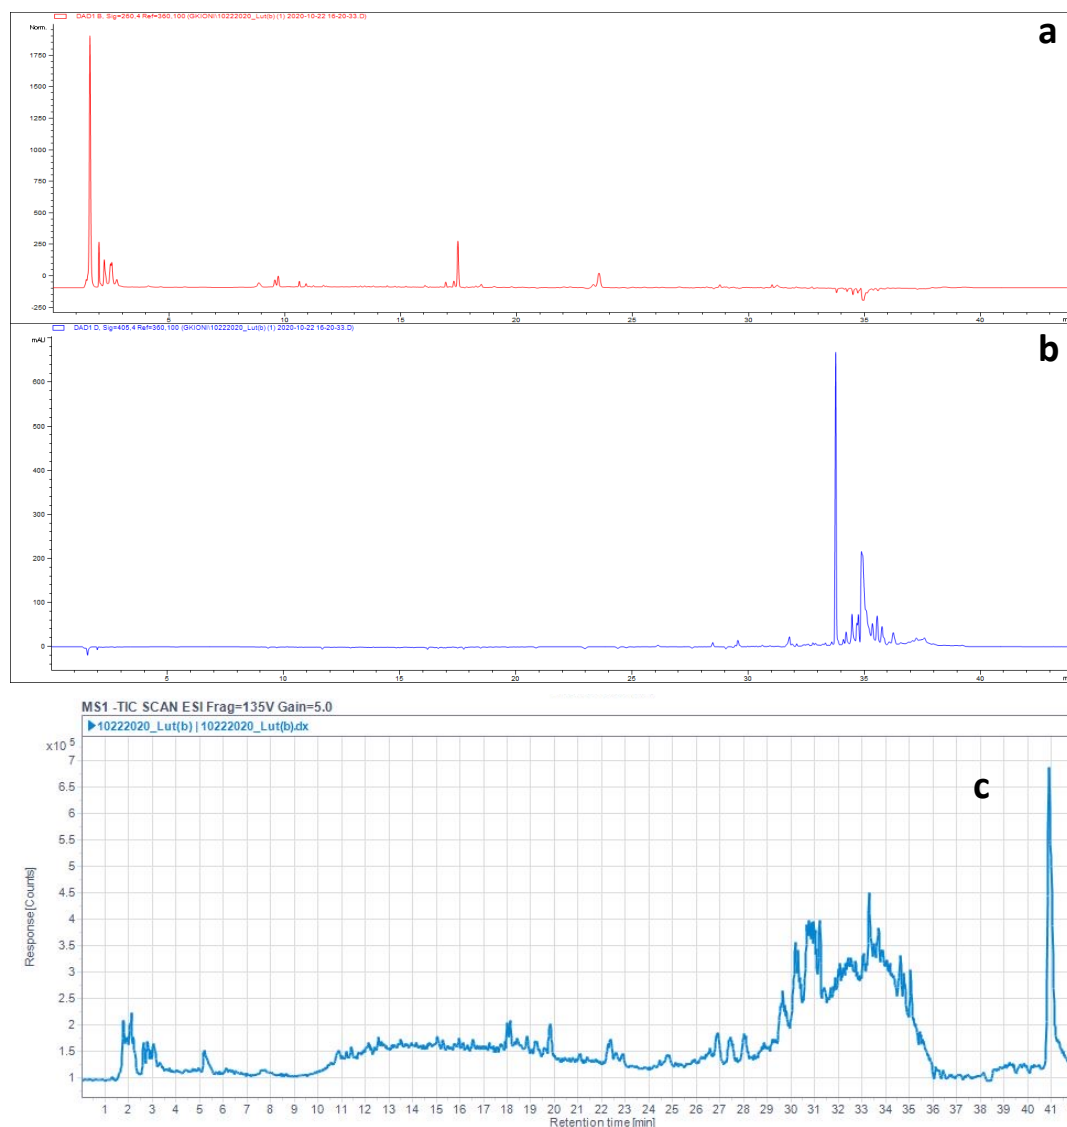 DAD1 B, Sig=260,4 Ref=360,100 (GKIONI\10222020_Lut(b) (1) 2020-10-22 16-20-33.D)
a
Norm.
1750
1500
1250
1000
750
500
250
0
-250
5 10 15 20 25 30 35 40 m
DAD1 D, Sig=405,4 Ref=360,100 (GKIONI\10222020_Lut(b) (1) 2020-10-22 16-20-33.D)
b
mAU
600
500
400
300
200
100
0
5 10 15 20 25 30 35 40 m
MS1 -TIC SCAN ESI Frag=135V Gain=5.0
10222020_Lut(b) | 10222020_Lut(b).dx
x10 5
c
7
6.5
6
5.5
5
4.5
4
3.5
3
2.5
2
1.5
1
Response [Counts]
1 2 3 4 5 6 7 8 9 10 11 12 13 14 15 16 17 18 19 20 21 22 23 24 25 26 27 28 29 30 31 32 33 34 35 36 37 38 39 40 41
Retention time [min]